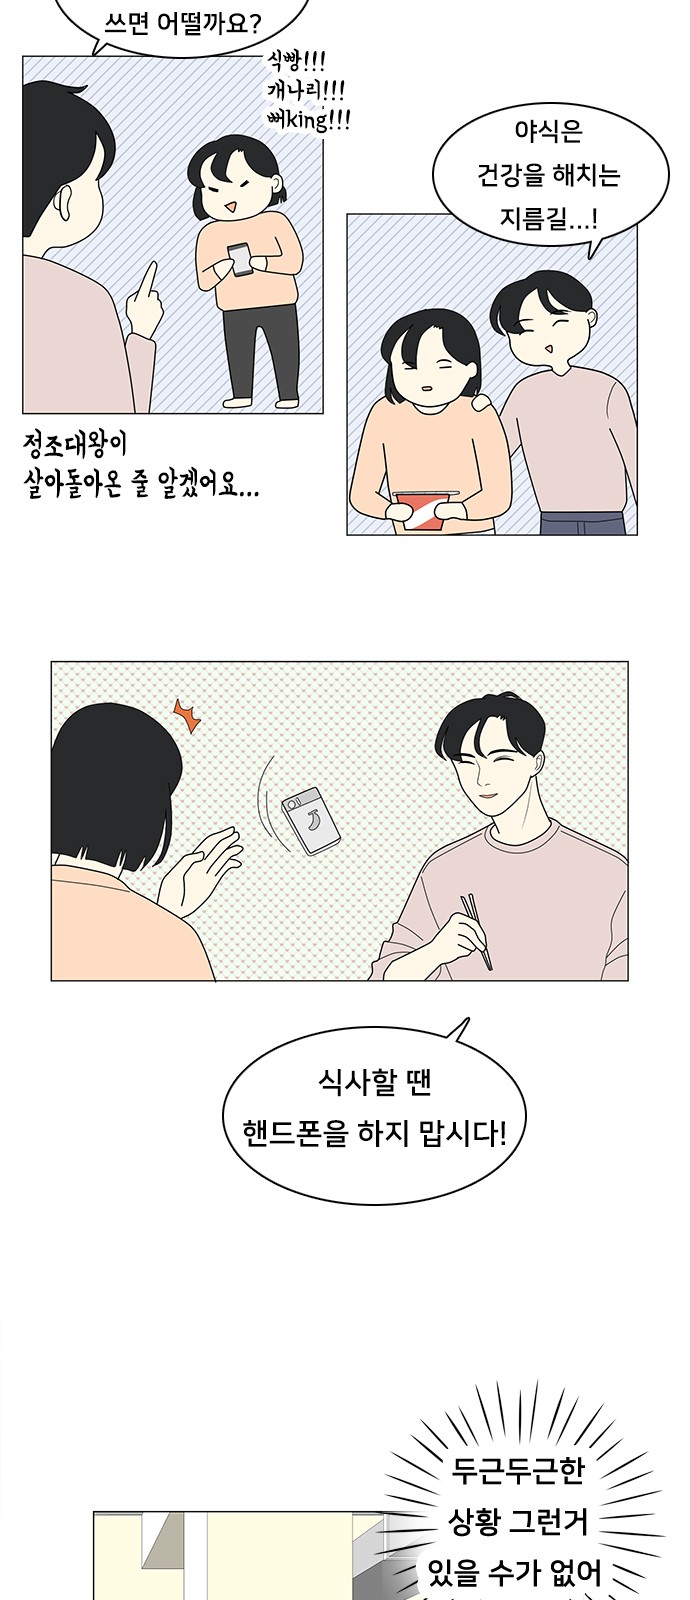 쓰면 어떨까요?
식빵!!!
개나리!!!
뻐king!!!
야식은
건강을 해치는
지름길...!
정조대왕이
살아돌아온 줄 알겠어요...
식사할 땐
핸드폰을 하지 맙시다!
두근두근한
상황 그런거
있을 수가 없어